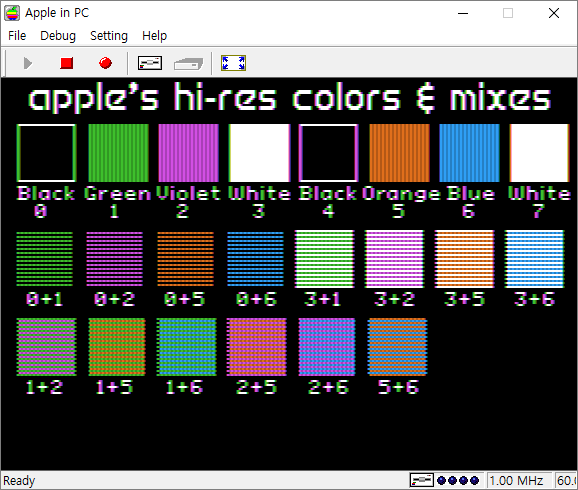 Apple in PC
File Debug Setting Help
apple's hi-res colors & mixes
Black Green Violet White Black Orange Blue White
0 1 2 3 4 5 6 7
0+1 0+2 0+5 0+6 3+1 3+2 3+5 3+6
1+2 1+5 1+6 2+5 2+6 5+6
Ready 1.00 MHz 60.